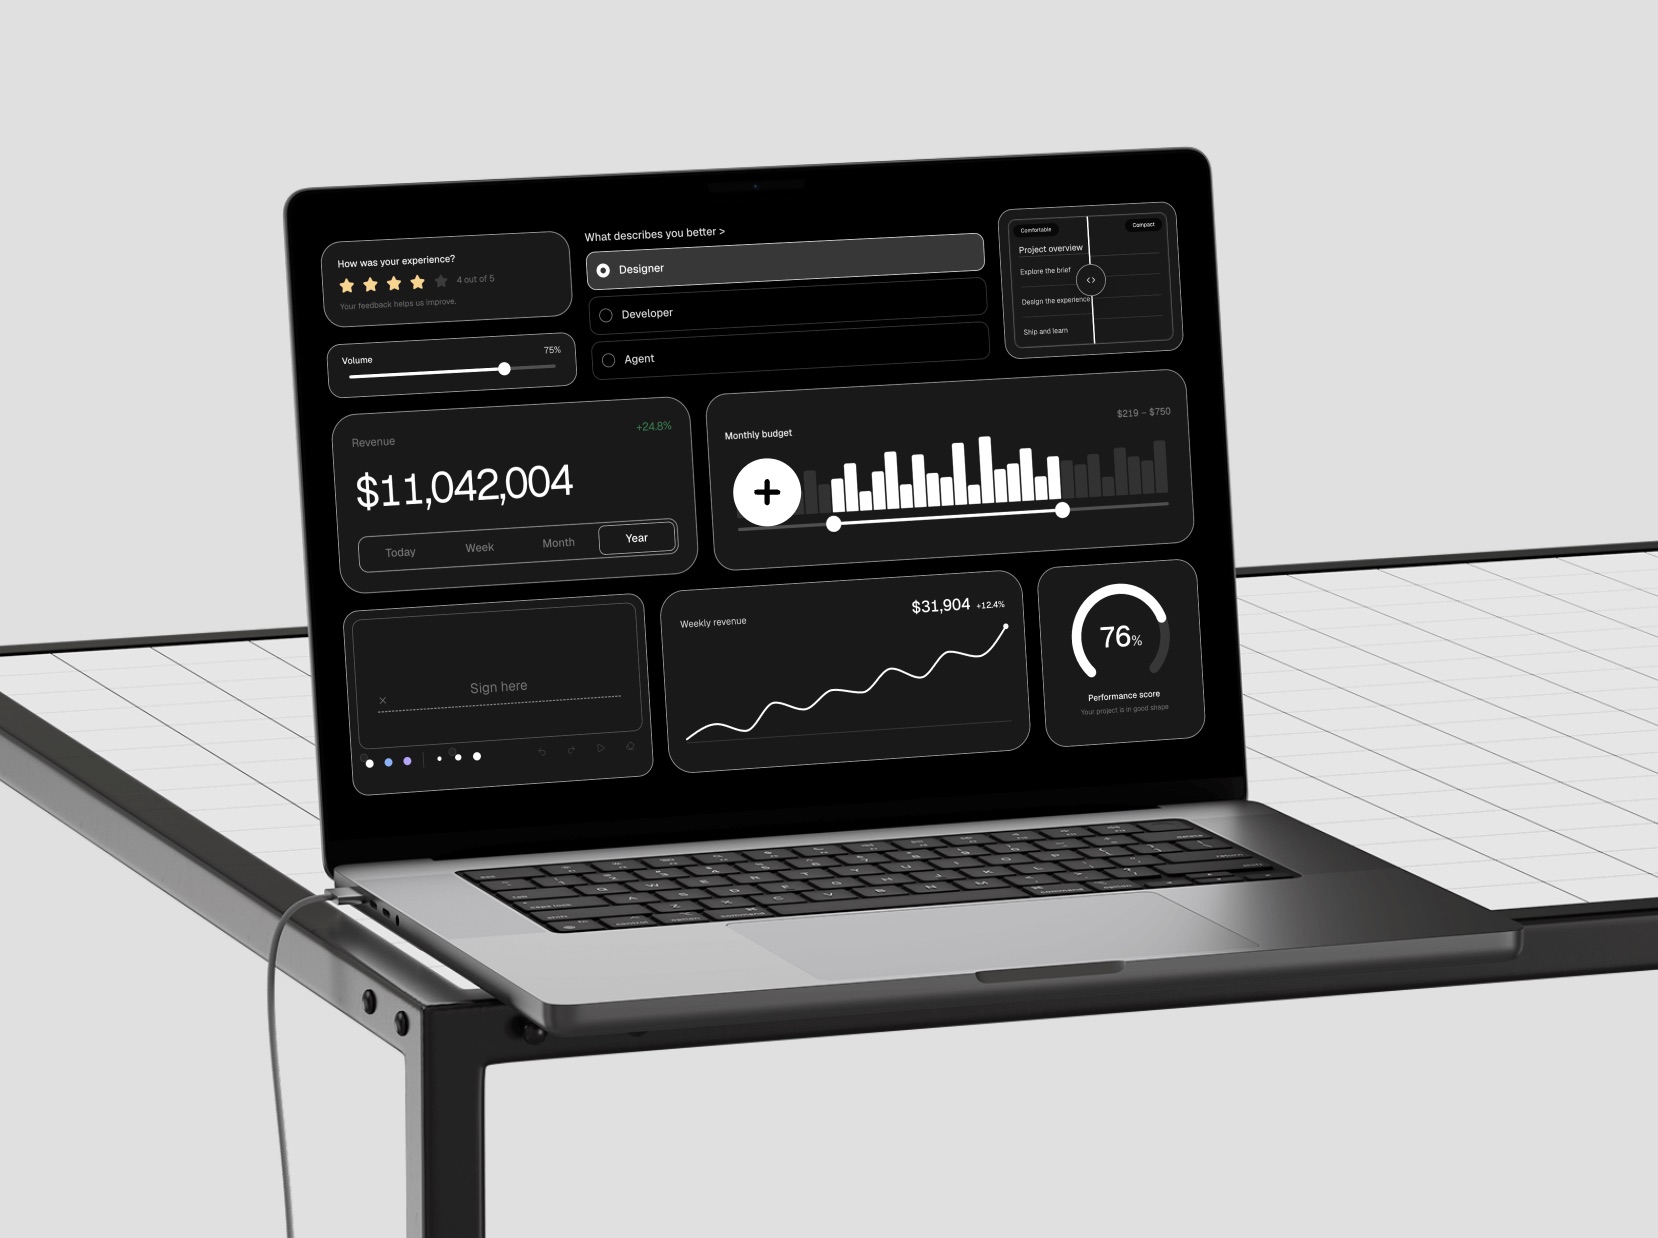 How was your experience?
4 out of 5
Your feedback helps us improve.
Volume
75%
What describes you better >
Designer
Developer
Agent
Comfortable
Compact
Project overview
Explore the brief
Design the experience
Ship and learn
Revenue
+24.8%
$11,042,004
Today
Week
Month
Year
Monthly budget
$219 – $750
Sign here
Weekly revenue
$31,904 +12.4%
76%
Performance score
Your project is in good shape